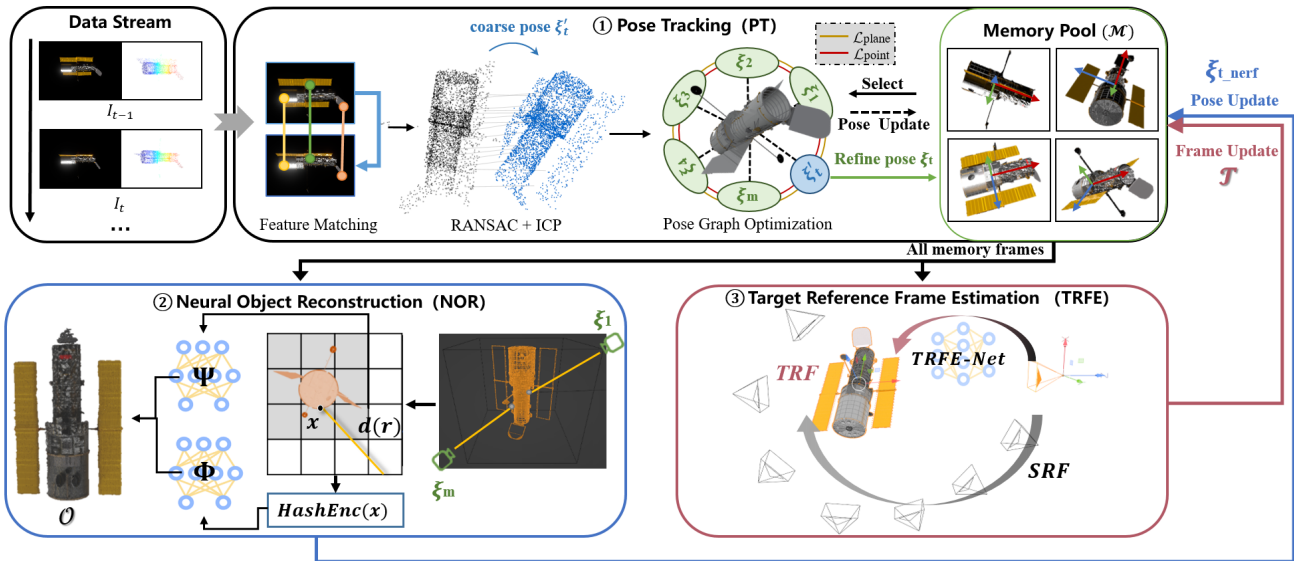 Data Stream
I_{t-1}
I_t
...
① Pose Tracking (PT)
coarse pose ξ'_t
Feature Matching
RANSAC + ICP
ℒ_plane
ℒ_point
ξ2
ξ1
ξ3
ξ4
ξ'_t
ξm
Pose Graph Optimization
Select
Pose Update
Refine pose ξt
Memory Pool (ℳ)
ξ_{t_nerf}
Pose Update
Frame Update
𝒯
All memory frames
② Neural Object Reconstruction (NOR)
𝒪
Ψ
Φ
x
d(r)
HashEnc(x)
ξ1
ξm
③ Target Reference Frame Estimation (TRFE)
TRFE-Net
TRF
SRF